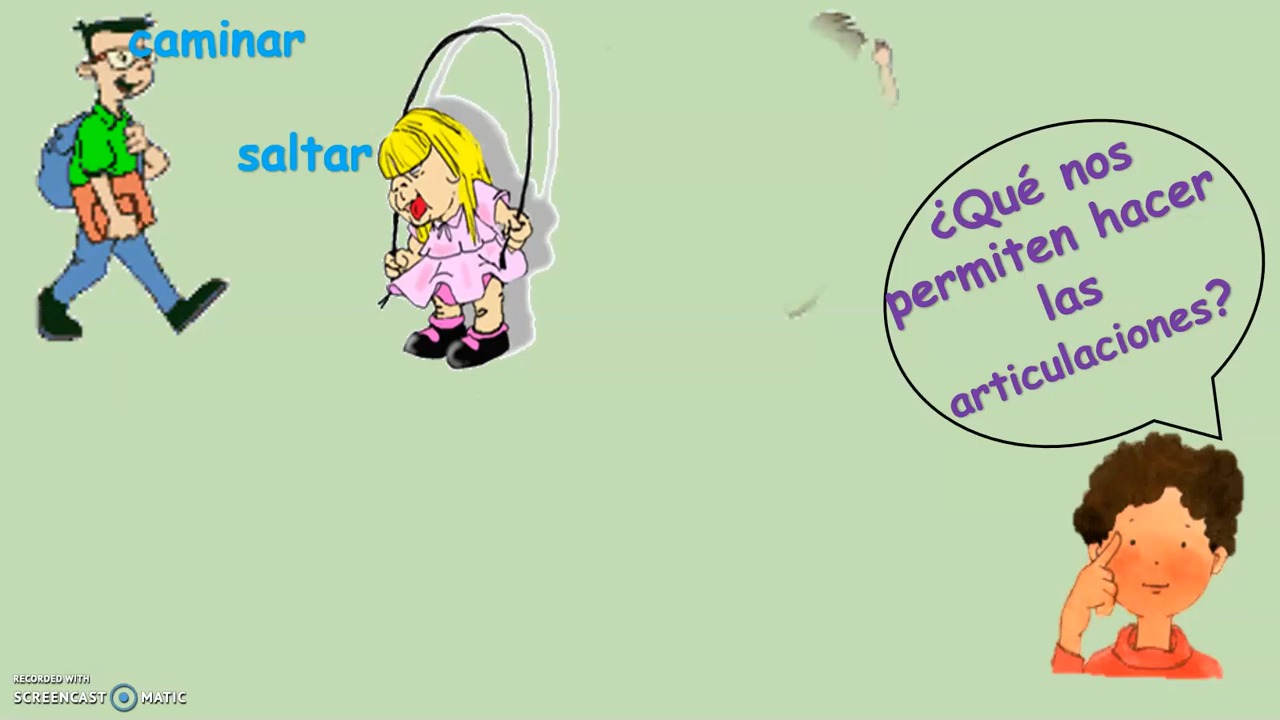 caminar
saltar
¿Qué nos
permiten hacer
las
articulaciones?
RECORDED WITH
SCREENCAST MATIC